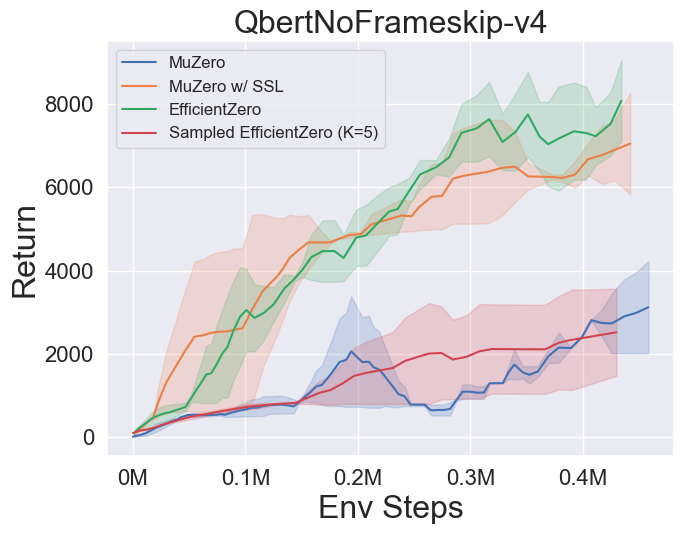 QbertNoFrameskip-v4
MuZero
MuZero w/ SSL
EfficientZero
Sampled EfficientZero (K=5)
Return
8000
6000
4000
2000
0
0M 0.1M 0.2M 0.3M 0.4M
Env Steps